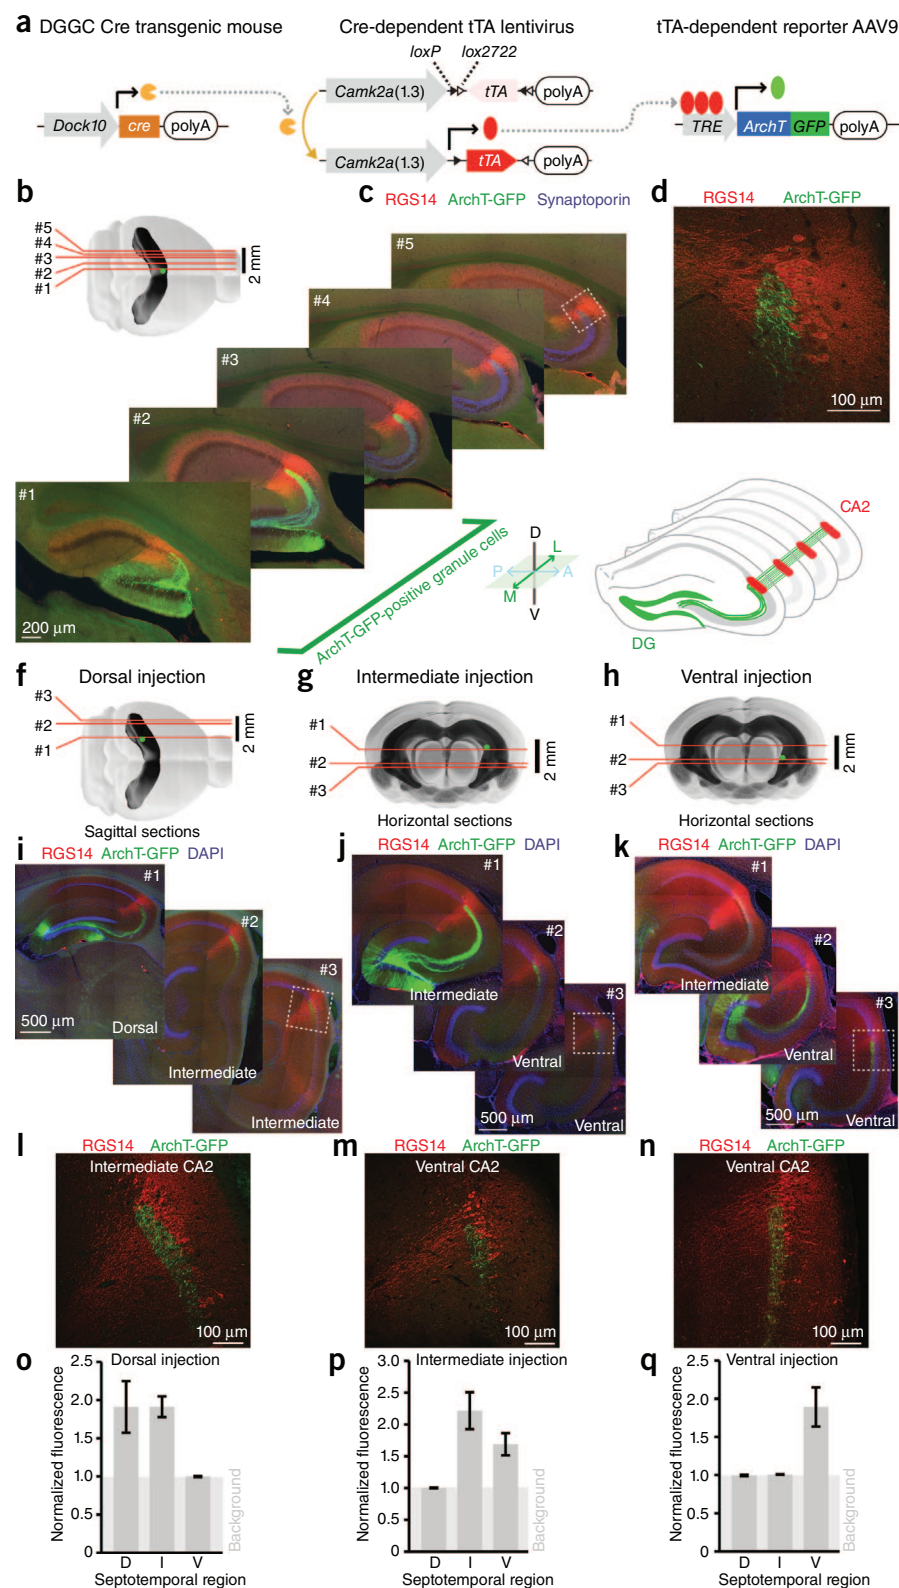 a DGGC Cre transgenic mouse
Cre-dependent tTA lentivirus
tTA-dependent reporter AAV9
loxP lox2722
Camk2a(1.3) tTA polyA
Dock10 cre polyA
TRE ArchT GFP polyA
Camk2a(1.3) tTA polyA
b
#5
#4
#3
#2
#1
2 mm
c RGS14 ArchT-GFP Synaptoporin
#5
#4
#3
#2
#1
200 µm
ArchT-GFP-positive granule cells
d RGS14 ArchT-GFP
100 µm
D
L
P A
M
V
CA2
DG
f Dorsal injection
#3
#2
#1
2 mm
Sagittal sections
g Intermediate injection
#1
#2
#3
2 mm
Horizontal sections
h Ventral injection
#1
#2
#3
2 mm
Horizontal sections
i RGS14 ArchT-GFP DAPI
#1
#2
#3
500 µm
Dorsal
Intermediate
Intermediate
j RGS14 ArchT-GFP DAPI
#1
#2
#3
Intermediate
Ventral
500 µm
Ventral
k RGS14 ArchT-GFP DAPI
#1
#2
#3
Intermediate
Ventral
500 µm
Ventral
l RGS14 ArchT-GFP
Intermediate CA2
100 µm
m RGS14 ArchT-GFP
Ventral CA2
100 µm
n RGS14 ArchT-GFP
Ventral CA2
100 µm
o Dorsal injection
Normalized fluorescence
2.5
2.0
1.5
1.0
0.5
0
Background
D I V
Septotemporal region
p Intermediate injection
Normalized fluorescence
3.0
2.5
2.0
1.5
1.0
0.5
0
Background
D I V
Septotemporal region
q Ventral injection
Normalized fluorescence
2.5
2.0
1.5
1.0
0.5
0
Background
D I V
Septotemporal region